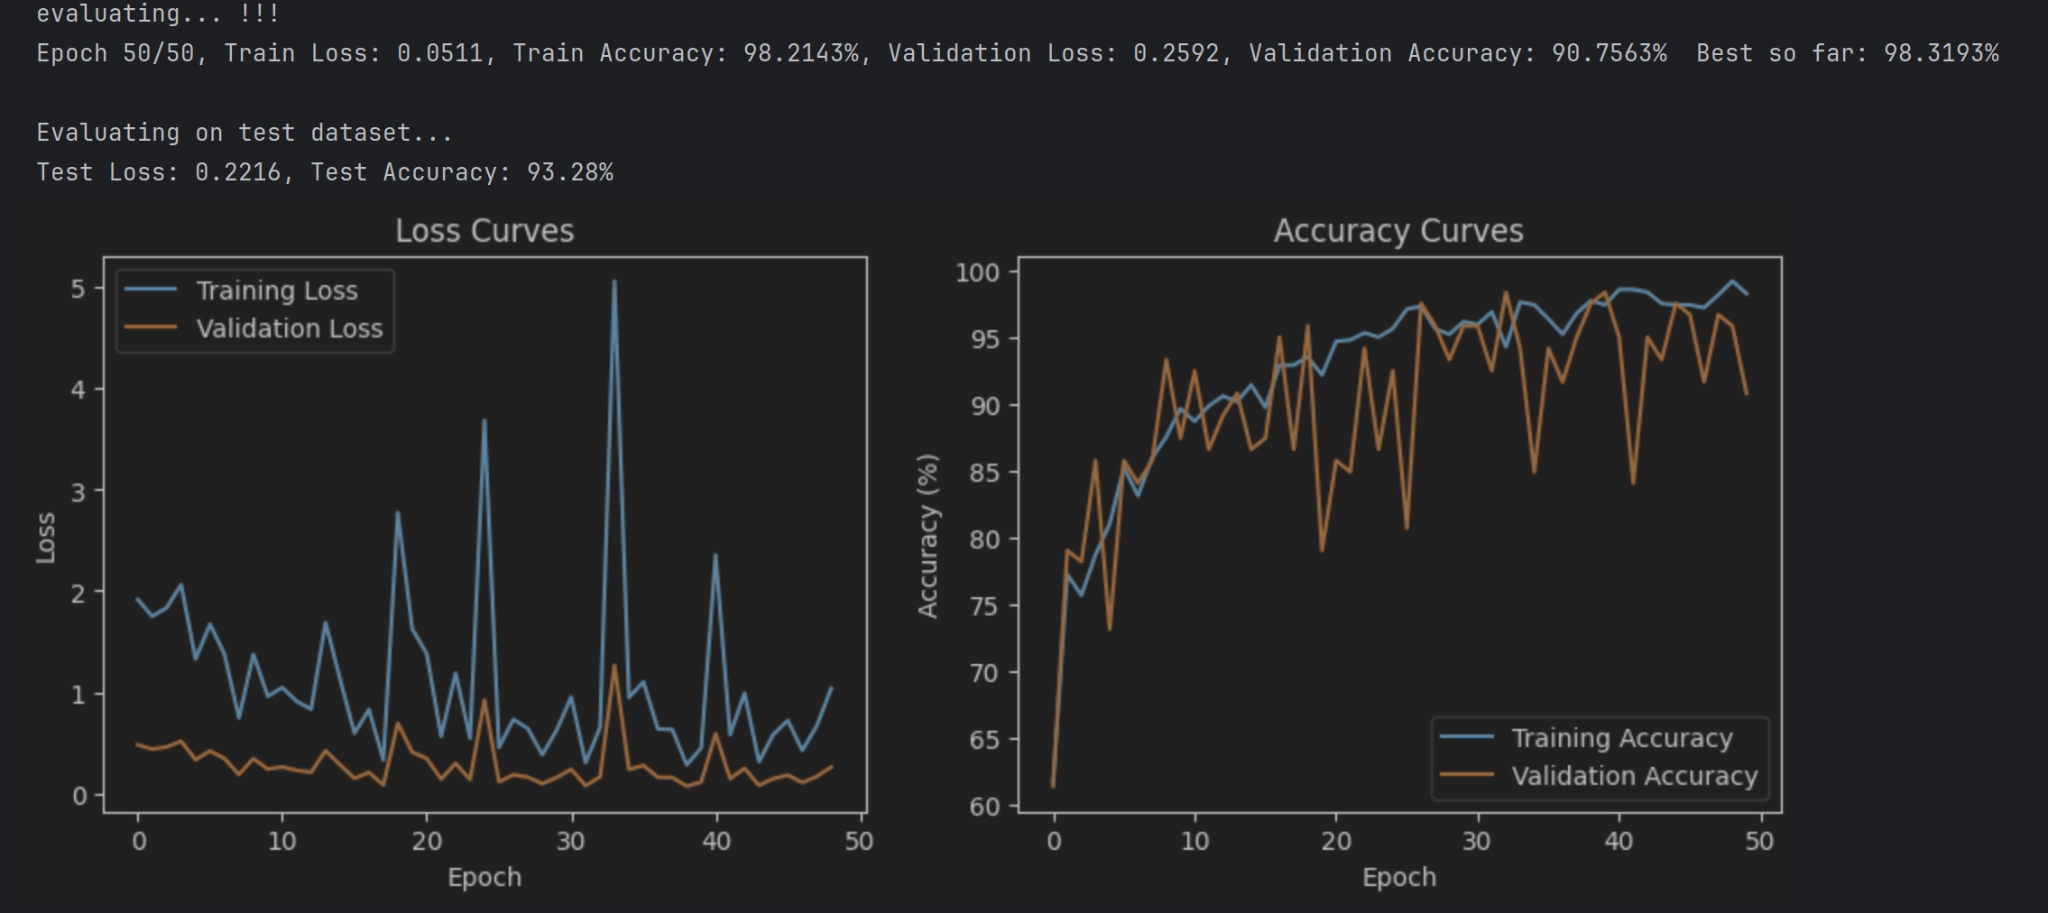 evaluating... !!!
Epoch 50/50, Train Loss: 0.0511, Train Accuracy: 98.2143%, Validation Loss: 0.2592, Validation Accuracy: 90.7563%  Best so far: 98.3193%
Evaluating on test dataset...
Test Loss: 0.2216, Test Accuracy: 93.28%
Loss Curves
Training Loss
Validation Loss
5
4
3
2
1
0
Loss
0 10 20 30 40 50
Epoch
Accuracy Curves
100
95
90
85
80
75
70
65
60
Accuracy (%)
Training Accuracy
Validation Accuracy
0 10 20 30 40 50
Epoch